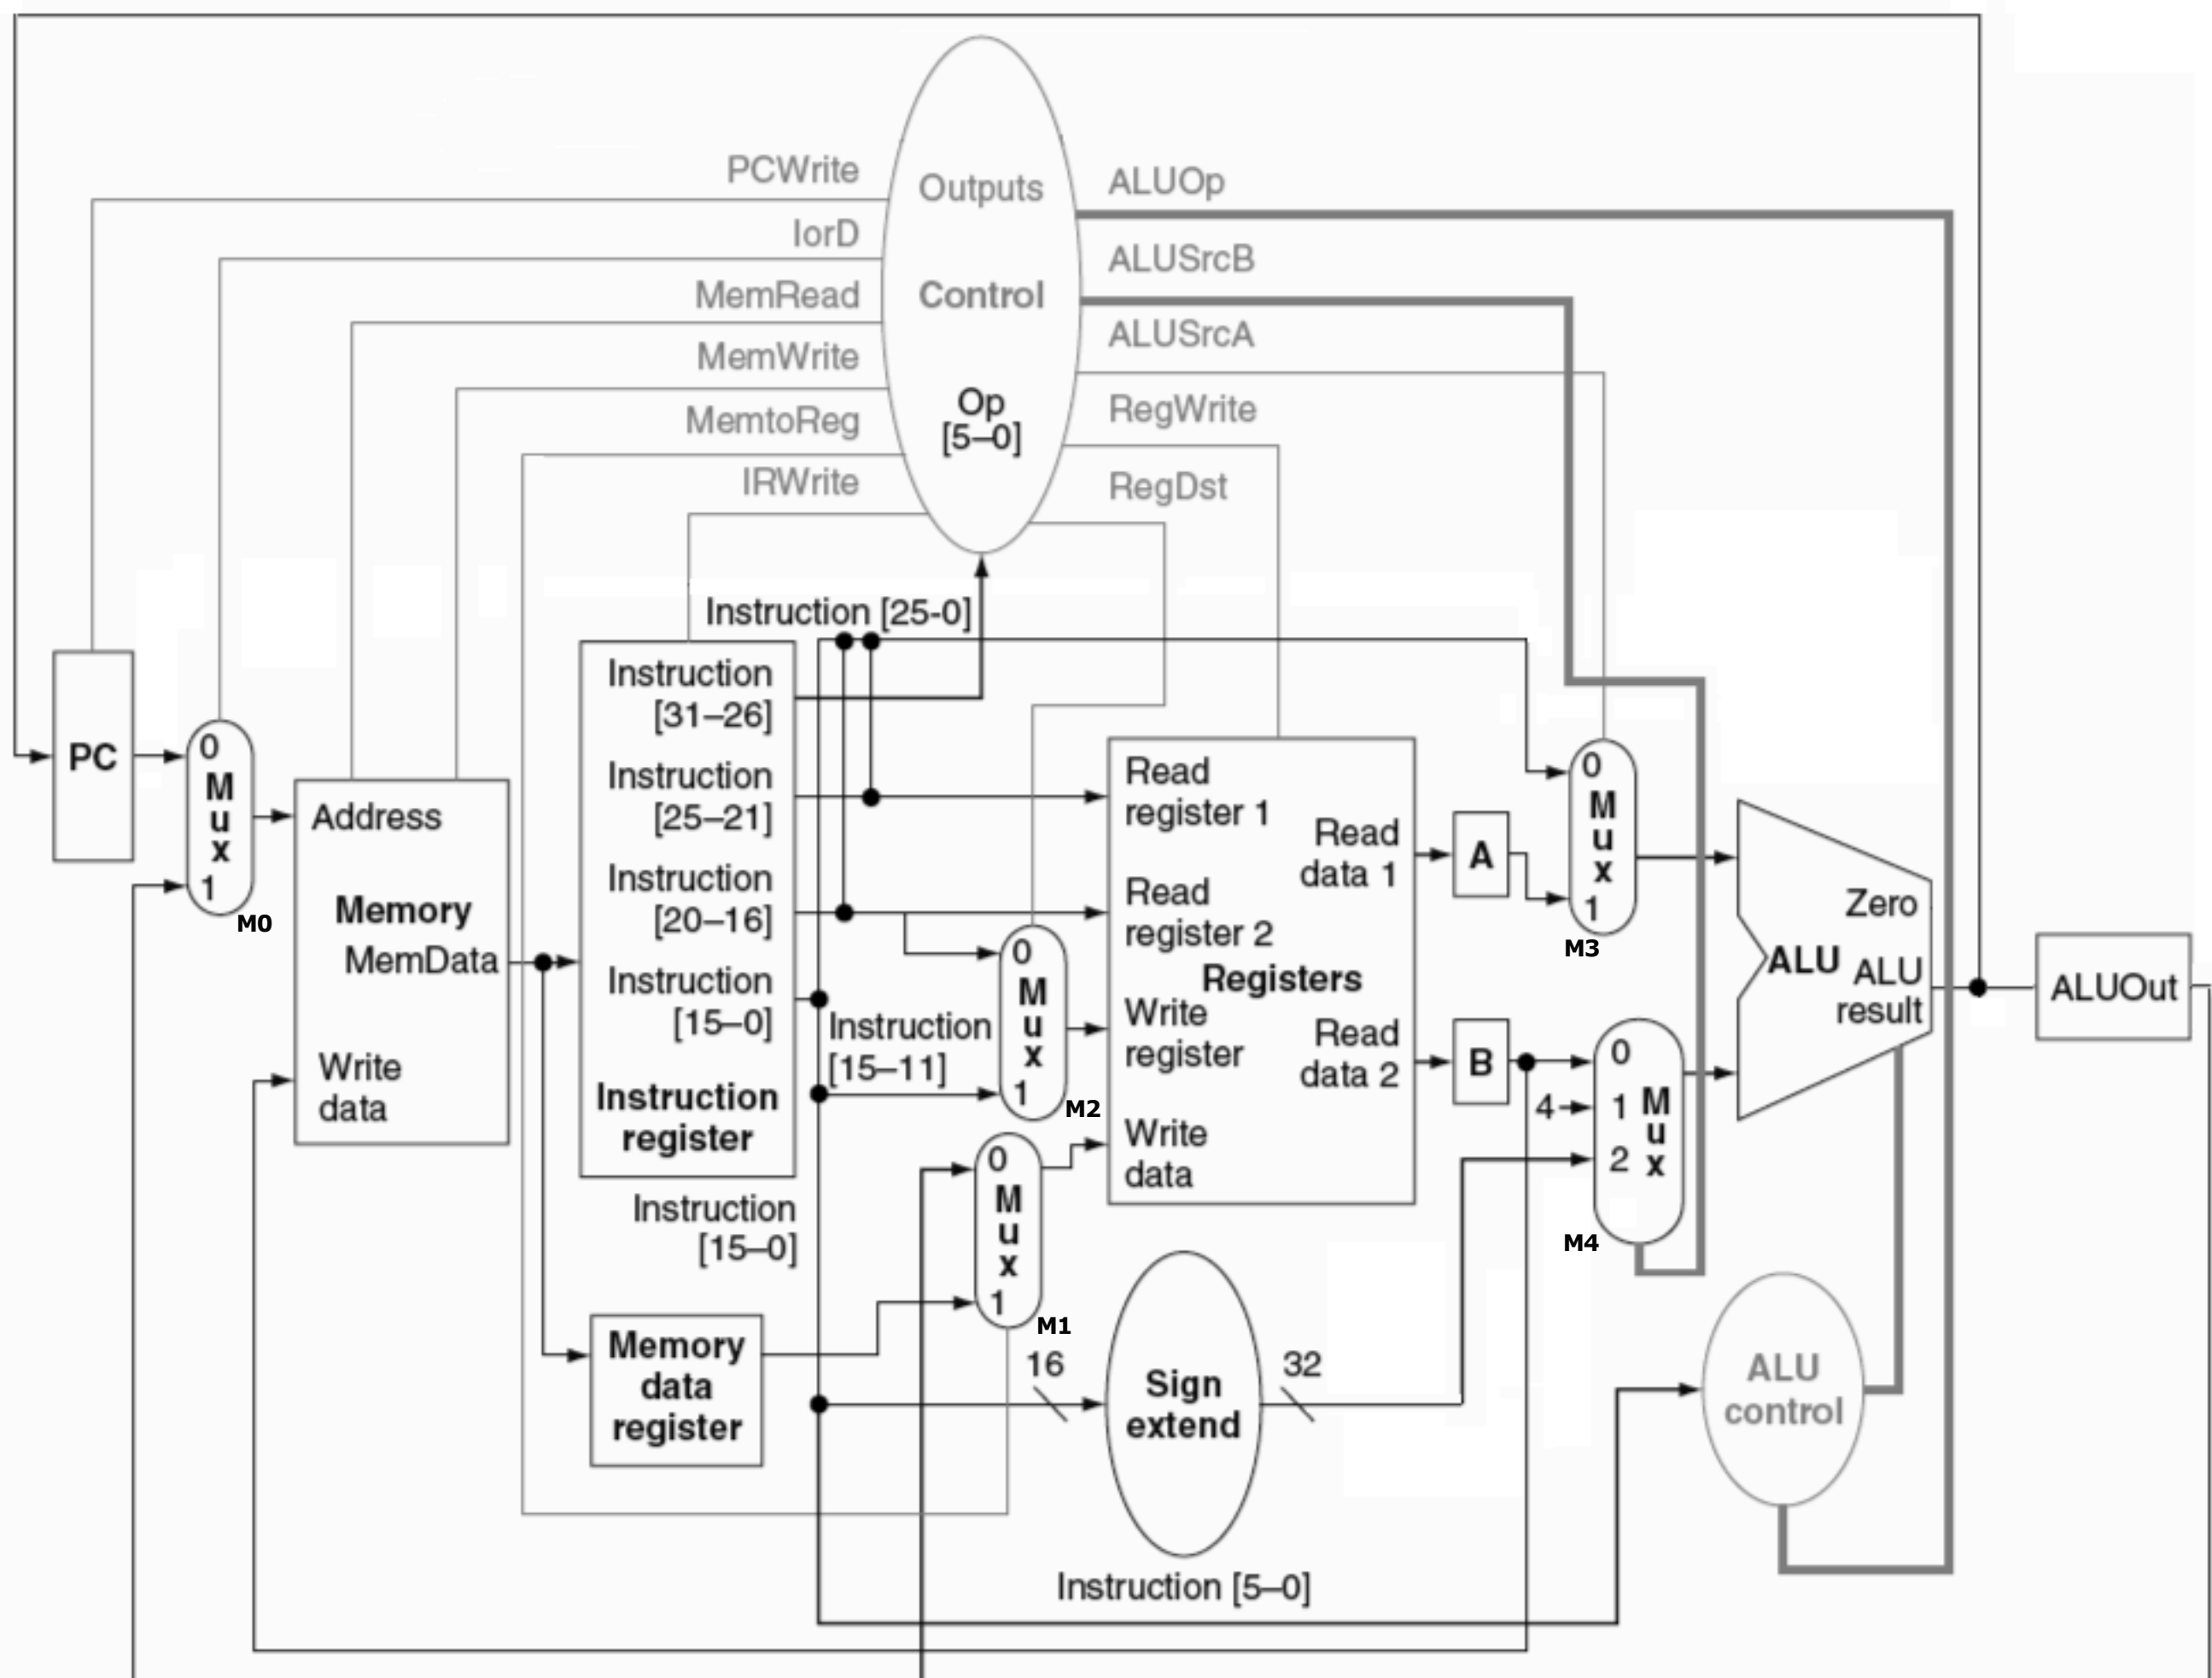 PCWrite
IorD
MemRead
MemWrite
MemtoReg
IRWrite
Outputs
Control
Op
[5–0]
ALUOp
ALUSrcB
ALUSrcA
RegWrite
RegDst
Instruction [25-0]
PC
0
M
u
x
1
M0
Address
Memory
MemData
Write
data
Instruction
[31–26]
Instruction
[25–21]
Instruction
[20–16]
Instruction
[15–0]
Instruction
register
Instruction
[15–0]
Memory
data
register
Instruction
[15–11]
0
M
u
x
1
M2
0
M
u
x
1
M1
Read
register 1
Read
register 2
Registers
Write
register
Write
data
Read
data 1
Read
data 2
16
Sign
extend
32
Instruction [5–0]
A
B
4
0
M
u
x
1
M3
0
1 M
u
2 x
M4
Zero
ALU
ALU
result
ALUOut
ALU
control